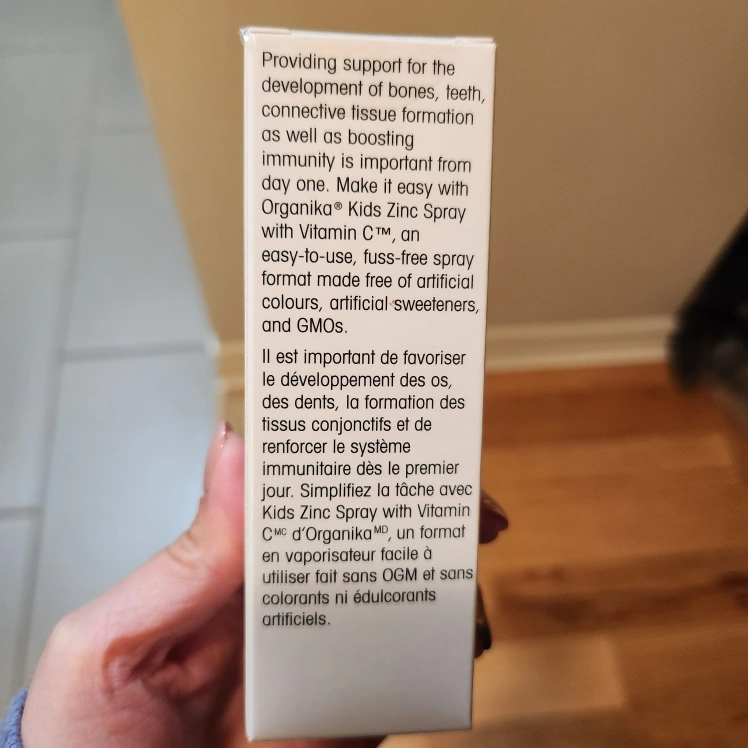 Providing support for the
development of bones, teeth,
connective tissue formation
as well as boosting
immunity is important from
day one. Make it easy with
Organika® Kids Zinc Spray
with Vitamin C™, an
easy-to-use, fuss-free spray
format made free of artificial
colours, artificial sweeteners,
and GMOs.
Il est important de favoriser
le développement des os,
des dents, la formation des
tissus conjonctifs et de
renforcer le système
immunitaire dès le premier
jour. Simplifiez la tâche avec
Kids Zinc Spray with Vitamin
Cᴹᶜ d’Organikaᴹᴰ, un format
en vaporisateur facile à
utiliser fait sans OGM et sans
colorants ni édulcorants
artificiels.